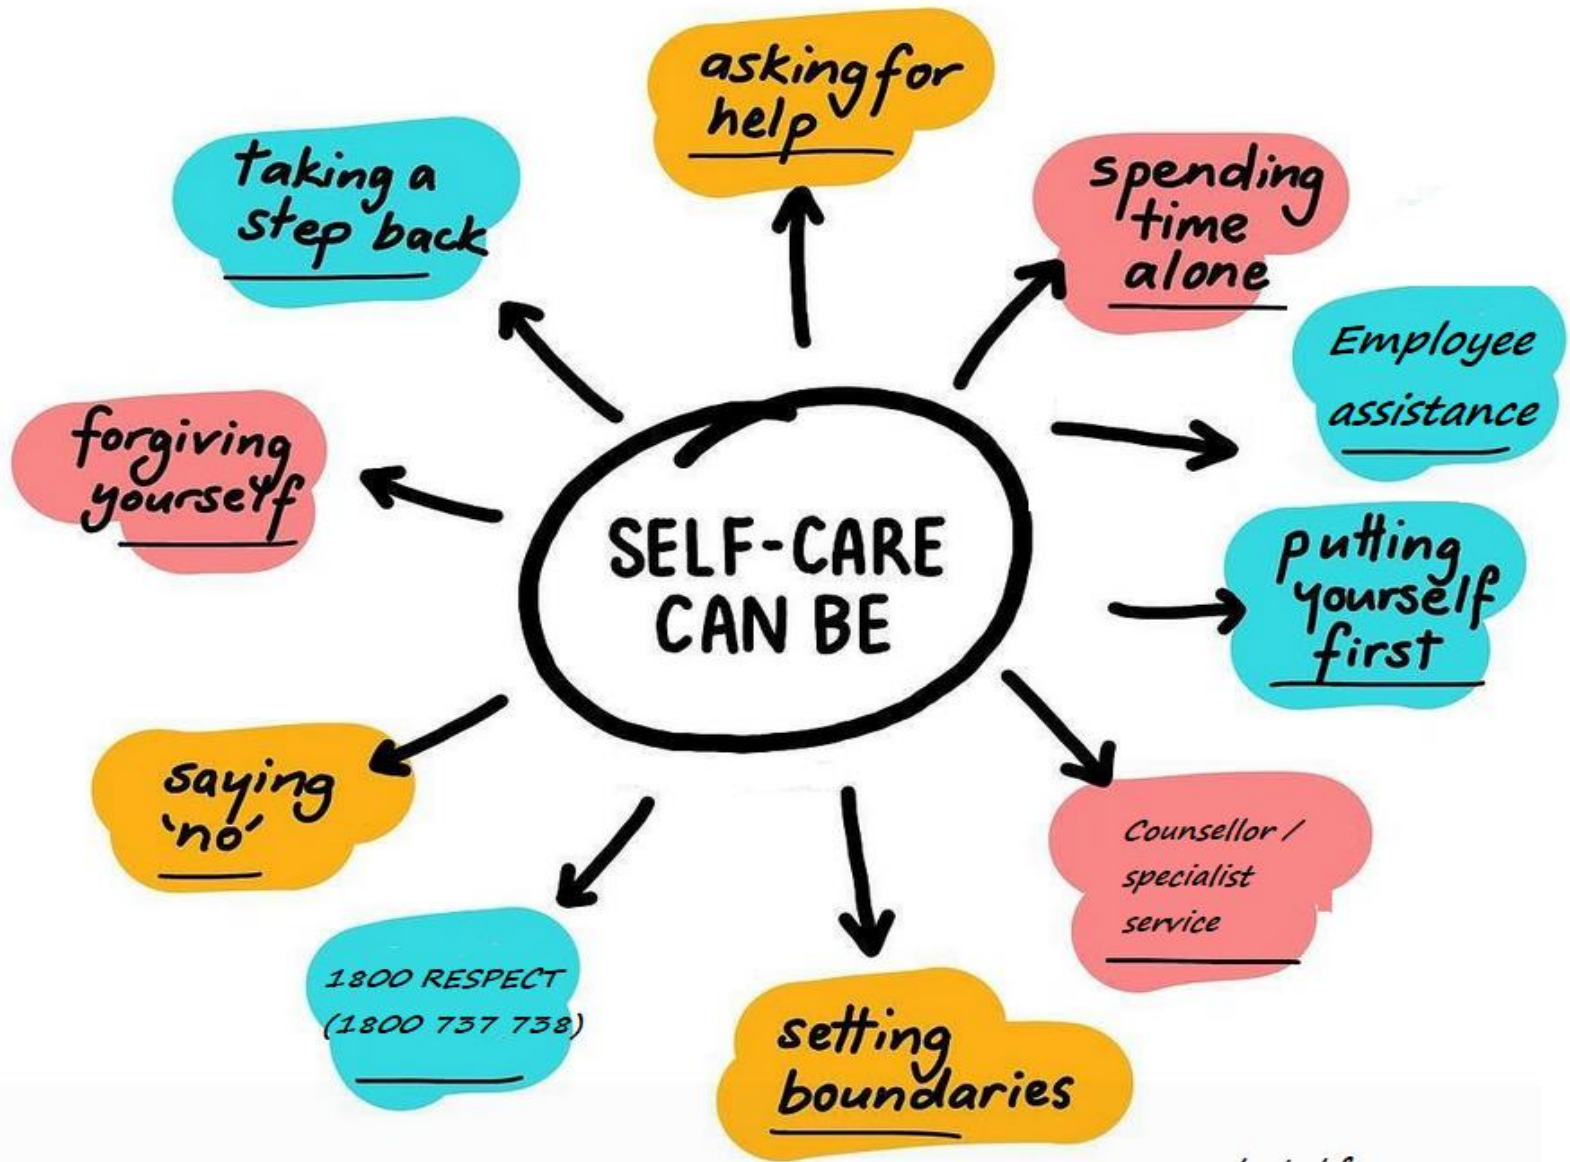 asking for
help
taking a
step back
spending
time
alone
Employee
assistance
forgiving
yourself
SELF-CARE
CAN BE
putting
yourself
first
saying
'no'
Counsellor /
specialist
service
1800 RESPECT
(1800 737 738)
setting
boundaries